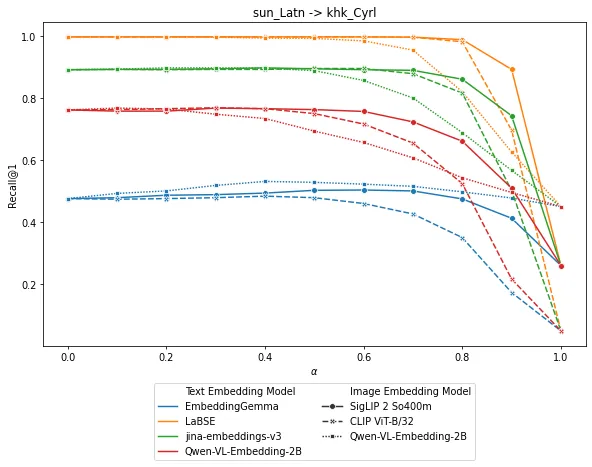 sun_Latn -> khk_Cyrl
1.0
0.8
0.6
0.4
0.2
Recall@1
0.0 0.2 0.4 0.6 0.8 1.0
α
Text Embedding Model Image Embedding Model
EmbeddingGemma SigLIP 2 So400m
LaBSE CLIP ViT-B/32
jina-embeddings-v3 Qwen-VL-Embedding-2B
Qwen-VL-Embedding-2B